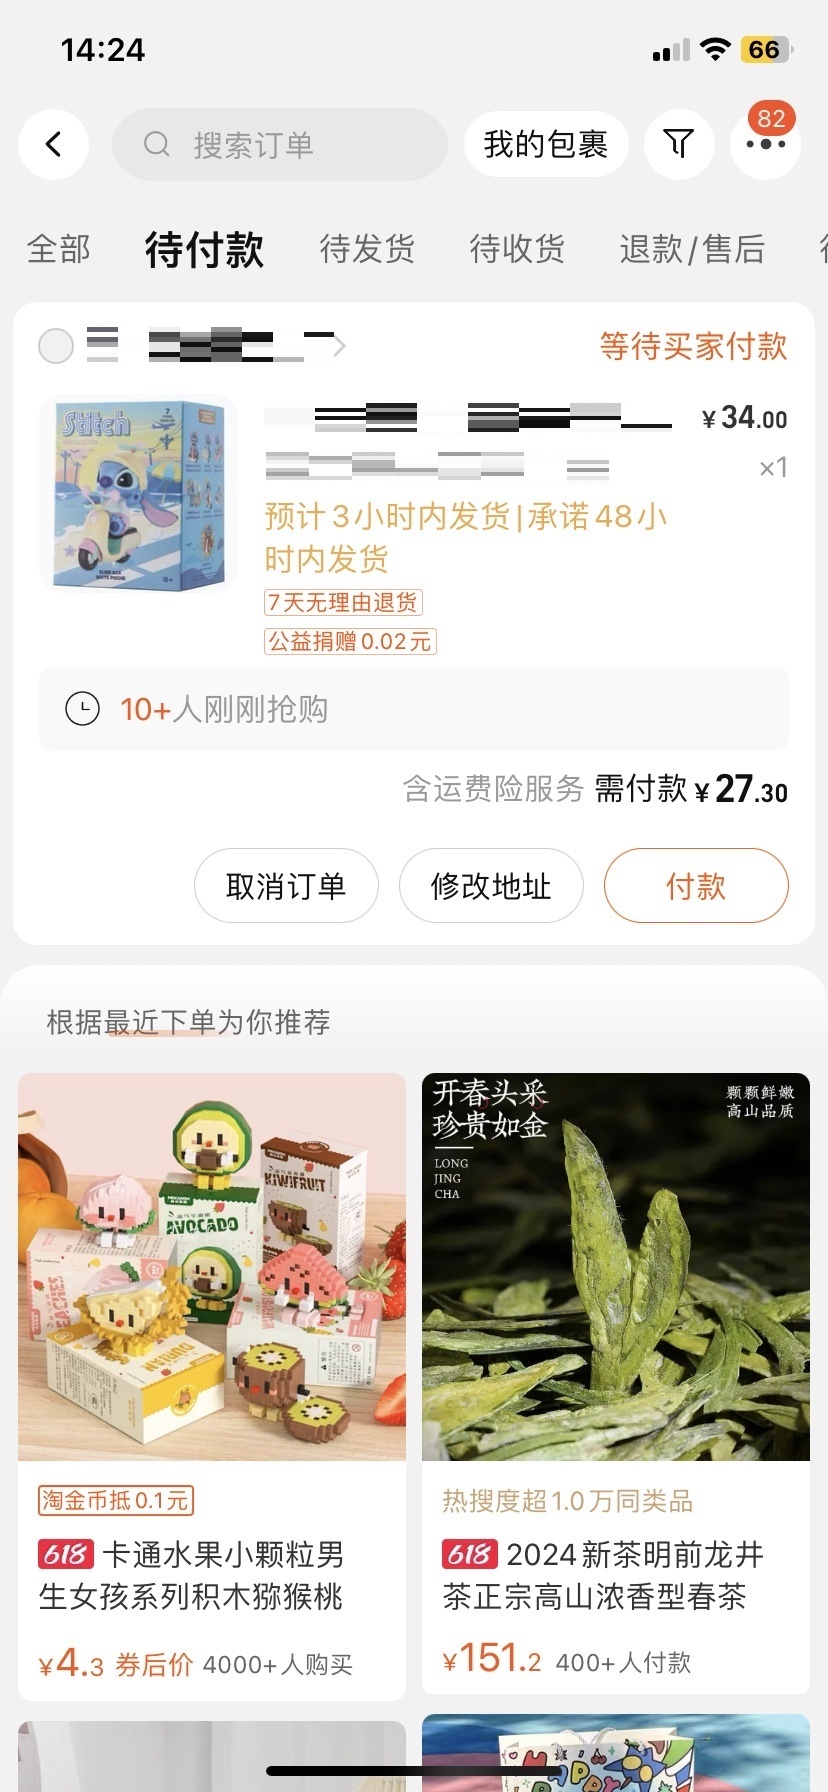 14:24
66
搜索订单
我的包裹
82
全部 待付款 待发货 待收货 退款/售后
等待买家付款
Stitch
¥34.00
×1
预计3小时内发货|承诺48小
时内发货
7天无理由退货
公益捐赠0.02元
10+人刚刚抢购
含运费险服务 需付款¥27.30
取消订单 修改地址 付款
根据最近下单为你推荐
KIWIFRUIT
AVOCADO
开春头采
珍贵如金
LONG
JING
CHA
颗颗鲜嫩
高山品质
淘金币抵0.1元
618 卡通水果小颗粒男
生女孩系列积木猕猴桃
¥4.3 券后价 4000+人购买
热搜度超1.0万同类品
618 2024新茶明前龙井
茶正宗高山浓香型春茶
¥151.2 400+人付款
HAPPY